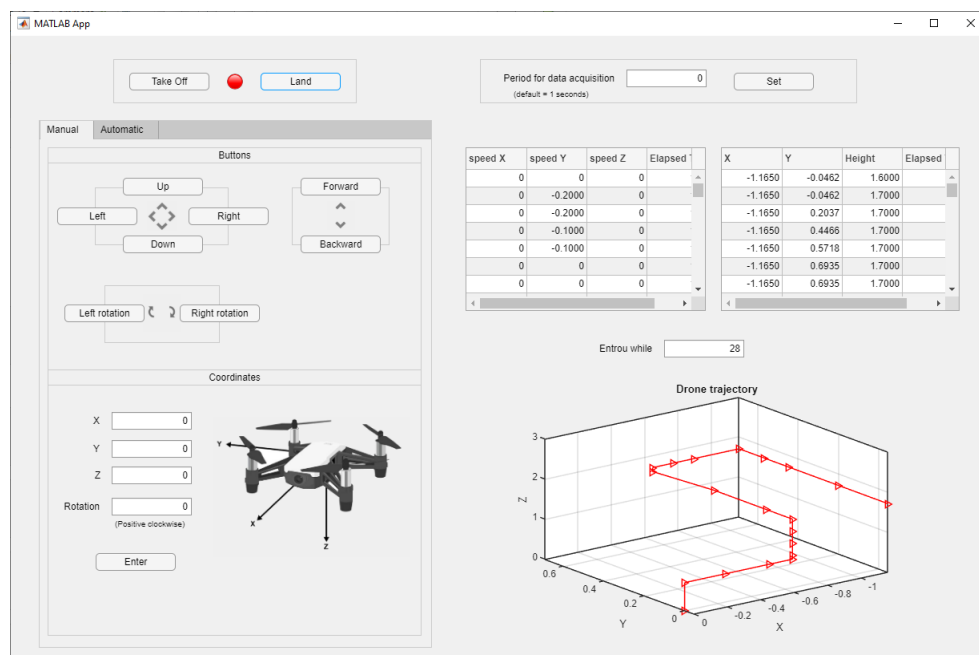 MATLAB App
Take Off
Land
Period for data acquisition 0
(default = 1 seconds)
Set
Manual Automatic
Buttons
Up
Left Right
Down
Forward
Backward
Left rotation Right rotation
Coordinates
X 0
Y 0
Z 0
Rotation 0
(Positive clockwise)
Enter
Y
X
Z
speed X speed Y speed Z Elapsed
0 0 0
0 -0.2000 0
0 -0.2000 0
0 -0.1000 0
0 -0.1000 0
0 0 0
0 0 0
X Y Height Elapsed
-1.1650 -0.0462 1.6000
-1.1650 -0.0462 1.7000
-1.1650 0.2037 1.7000
-1.1650 0.4466 1.7000
-1.1650 0.5718 1.7000
-1.1650 0.6935 1.7000
-1.1650 0.6935 1.7000
Entrou while 28
Drone trajectory
3
2
1
0
Z
0.6
0.4
0.2
0
Y
0
-0.2
-0.4
-0.6
-0.8
-1
X